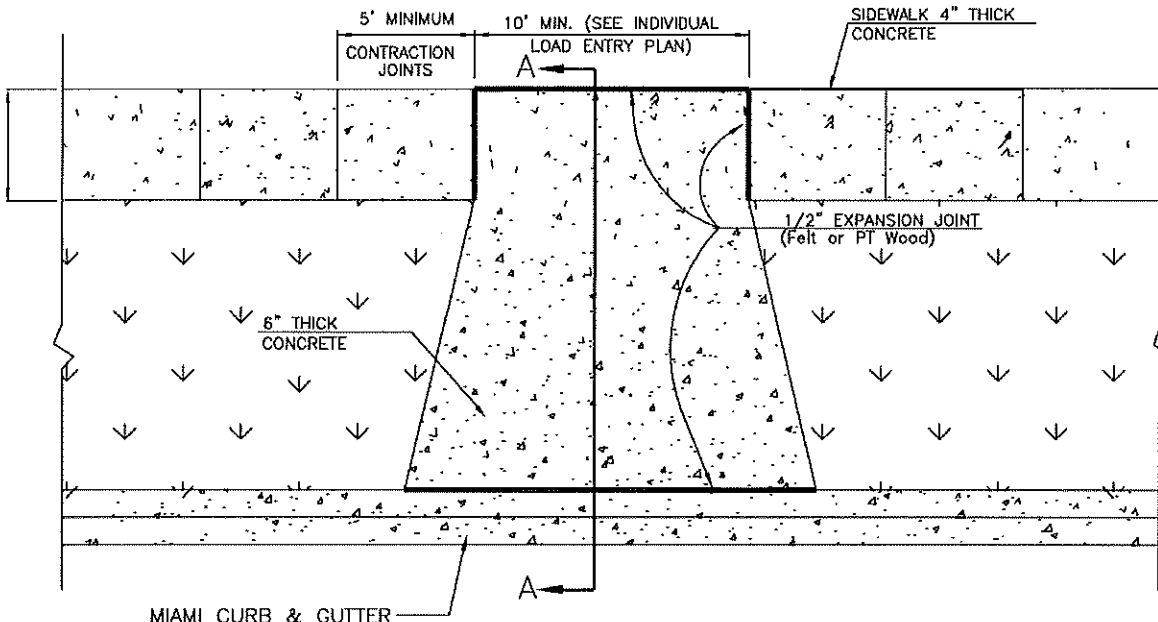 5' MINIMUM
CONTRACTION
JOINTS
10' MIN. (SEE INDIVIDUAL
LOAD ENTRY PLAN)
SIDEWALK 4" THICK
CONCRETE
A
1/2" EXPANSION JOINT
(Felt or PT Wood)
6" THICK
CONCRETE
A
MIAMI CURB & GUTTER